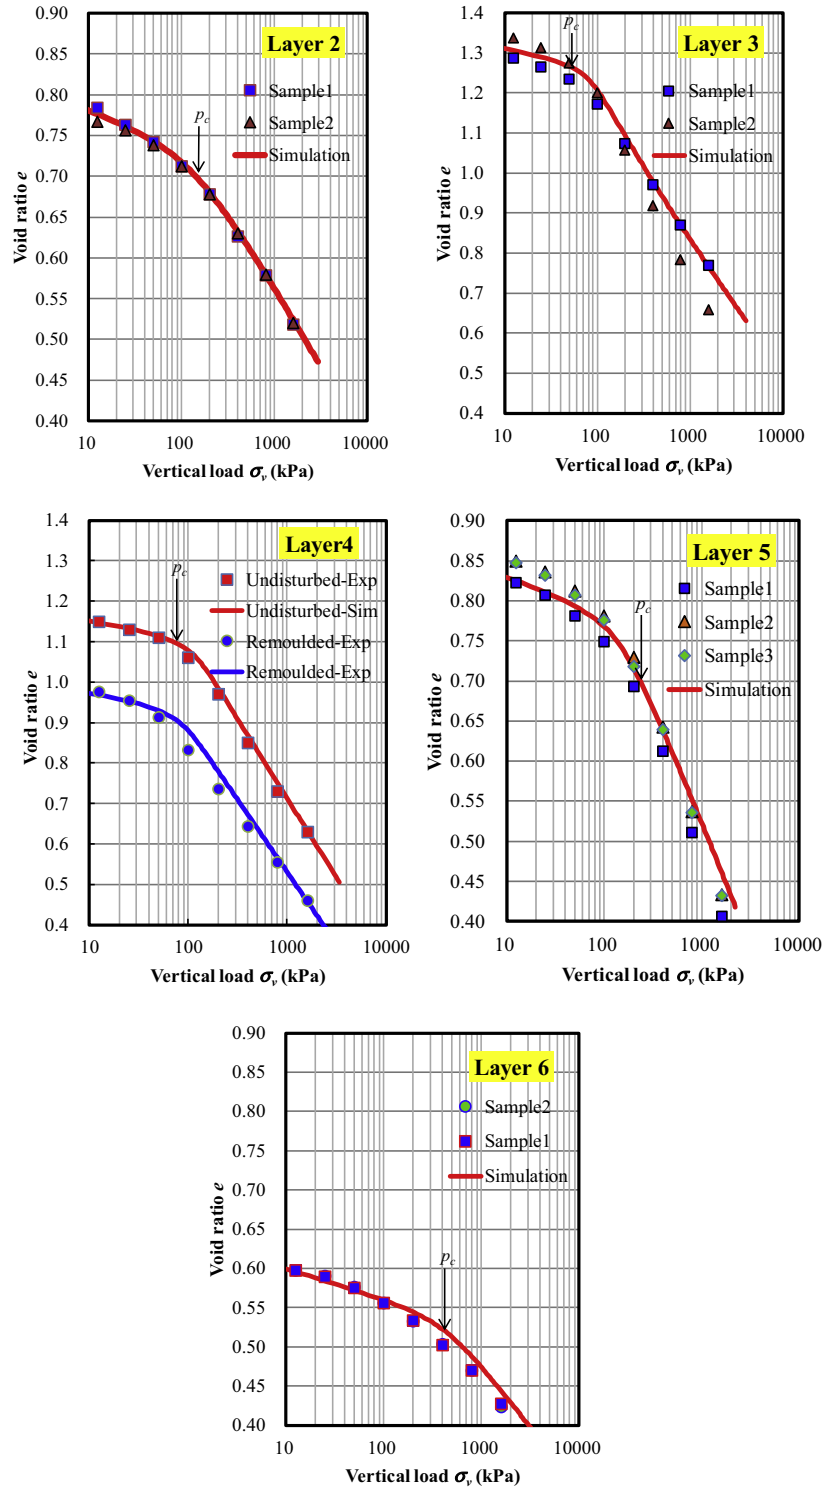 Layer 2
0.90
0.85
0.80
0.75
0.70
0.65
0.60
0.55
0.50
0.45
0.40
Void ratio e
Sample1
Sample2
Simulation
pc
10
100
1000
10000
Vertical load σv (kPa)
Layer 3
1.4
1.3
1.2
1.1
1.0
0.9
0.8
0.7
0.6
0.5
0.4
Void ratio e
pc
Sample1
Sample2
Simulation
10
100
1000
10000
Vertical load σv (kPa)
Layer4
1.4
1.3
1.2
1.1
1.0
0.9
0.8
0.7
0.6
0.5
0.4
Void ratio e
pc
Undisturbed-Exp
Undisturbed-Sim
Remoulded-Exp
Remoulded-Exp
10
100
1000
10000
Vertical load σv (kPa)
Layer 5
0.90
0.85
0.80
0.75
0.70
0.65
0.60
0.55
0.50
0.45
0.40
Void ratio e
Sample1
Sample2
Sample3
Simulation
pc
10
100
1000
10000
Vertical load σv (kPa)
Layer 6
0.90
0.85
0.80
0.75
0.70
0.65
0.60
0.55
0.50
0.45
0.40
Void ratio e
Sample2
Sample1
Simulation
pc
10
100
1000
10000
Vertical load σv (kPa)